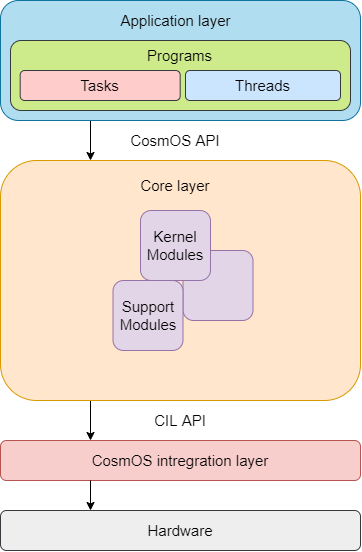 Application layer
Programs
Tasks
Threads
CosmOS API
Core layer
Kernel
Modules
Support
Modules
CIL API
CosmOS intregration layer
Hardware